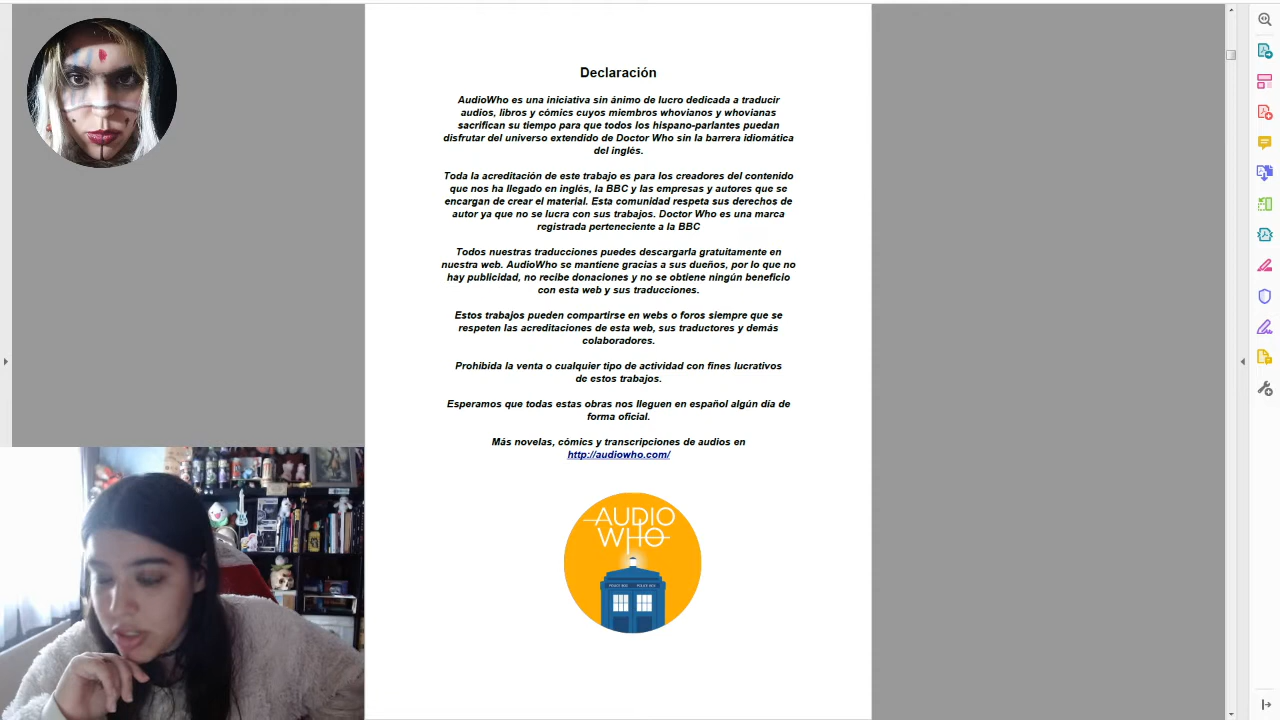 Declaración
AudioWho es una iniciativa sin ánimo de lucro dedicada a traducir
audios, libros y cómics cuyos miembros whovianos y whovianas
sacrifican su tiempo para que todos los hispano-parlantes puedan
disfrutar del universo extendido de Doctor Who sin la barrera idiomática
del inglés.
Toda la acreditación de este trabajo es para los creadores del contenido
que nos ha llegado en inglés, la BBC y las empresas y autores que se
encargan de crear el material. Esta comunidad respeta sus derechos de
autor ya que no se lucra con sus trabajos. Doctor Who es una marca
registrada perteneciente a la BBC
Todos nuestras traducciones puedes descargarla gratuitamente en
nuestra web. AudioWho se mantiene gracias a sus dueños, por lo que no
hay publicidad, no recibe donaciones y no se obtiene ningún beneficio
con esta web y sus traducciones.
Estos trabajos pueden compartirse en webs o foros siempre que se
respeten las acreditaciones de esta web, sus traductores y demás
colaboradores.
Prohibida la venta o cualquier tipo de actividad con fines lucrativos
de estos trabajos.
Esperamos que todas estas obras nos lleguen en español algún día de
forma oficial.
Más novelas, cómics y transcripciones de audios en
http://audiowho.com/
AUDIO
WHO
POLICE BOX POLICE BOX